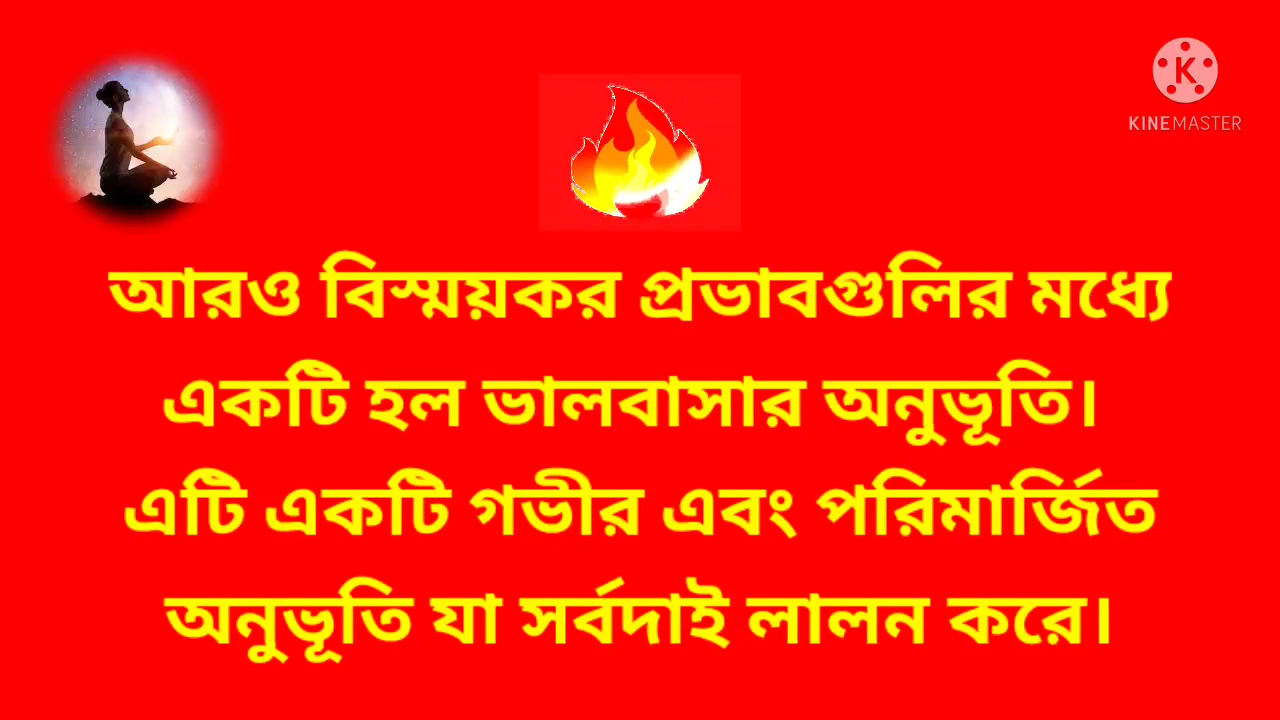 K
KINEMASTER
আরও বিস্ময়কর প্রভাবগুলির মধ্যে
একটি হল ভালবাসার অনুভূতি।
এটি একটি গভীর এবং পরিমার্জিত
অনুভূতি যা সর্বদাই লালন করে।